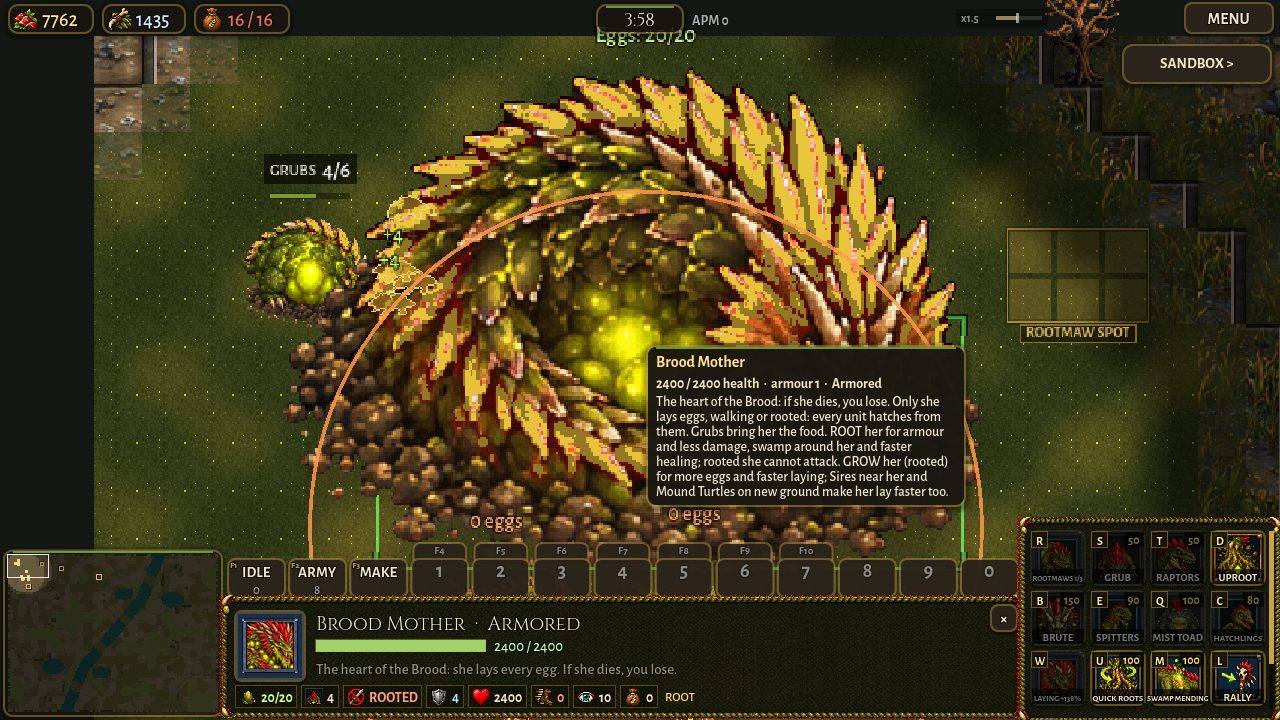 7762
1435
16/16
3:58
APM 0
x1.5
MENU
Eggs: 20/20
SANDBOX >
GRUBS 4/6
+4
+4
ROOTMAW SPOT
Brood Mother
2400 / 2400 health · armour 1 · Armored
The heart of the Brood: if she dies, you lose. Only she
lays eggs, walking or rooted: every unit hatches from
them. Grubs bring her the food. ROOT her for armour
and less damage, swamp around her and faster
healing; rooted she cannot attack. GROW her (rooted)
for more eggs and faster laying; Sires near her and
Mound Turtles on new ground make her lay faster too.
0 eggs
0 eggs
F1 IDLE 0
F2 ARMY 8
F3 MAKE
F4 1
F5 2
F6 3
F7 4
F8 5
F9 6
F10 7
8
9
0
BROOD MOTHER · ARMORED
2400 / 2400
The heart of the Brood: she lays every egg. If she dies, you lose.
20/20
4
ROOTED
4
2400
0
10
0
ROOT
×
R ROOTMAWS 1/3
S 50 GRUB
T 50 RAPTORS
D UPROOT
B 150 BRUTE
E 90 SPITTERS
Q 100 MIST TOAD
C 80 HATCHLINGS
W LAYING +138%
U 100 QUICK ROOTS
M 100 SWAMP MENDING
L RALLY